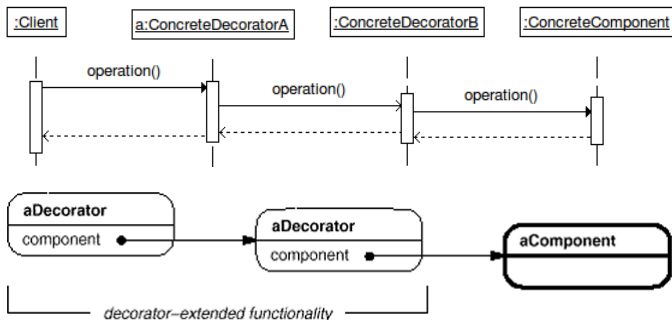 :Client a:ConcreteDecoratorA :ConcreteDecoratorB :ConcreteComponent
operation()
operation()
operation()
aDecorator
component
aDecorator
component
aComponent
decorator–extended functionality